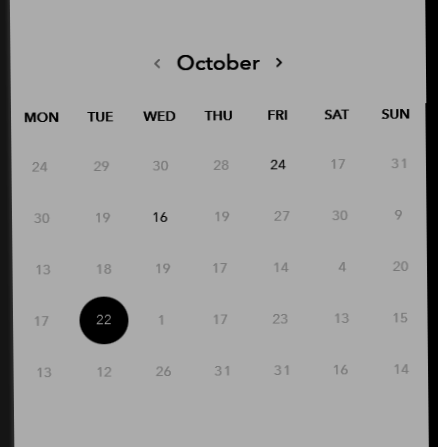 ‹ October ›
MON TUE WED THU FRI SAT SUN
24 29 30 28 24 17 31
30 19 16 19 27 30 9
13 18 19 17 14 4 20
17 22 1 17 23 13 15
13 12 26 31 31 16 14